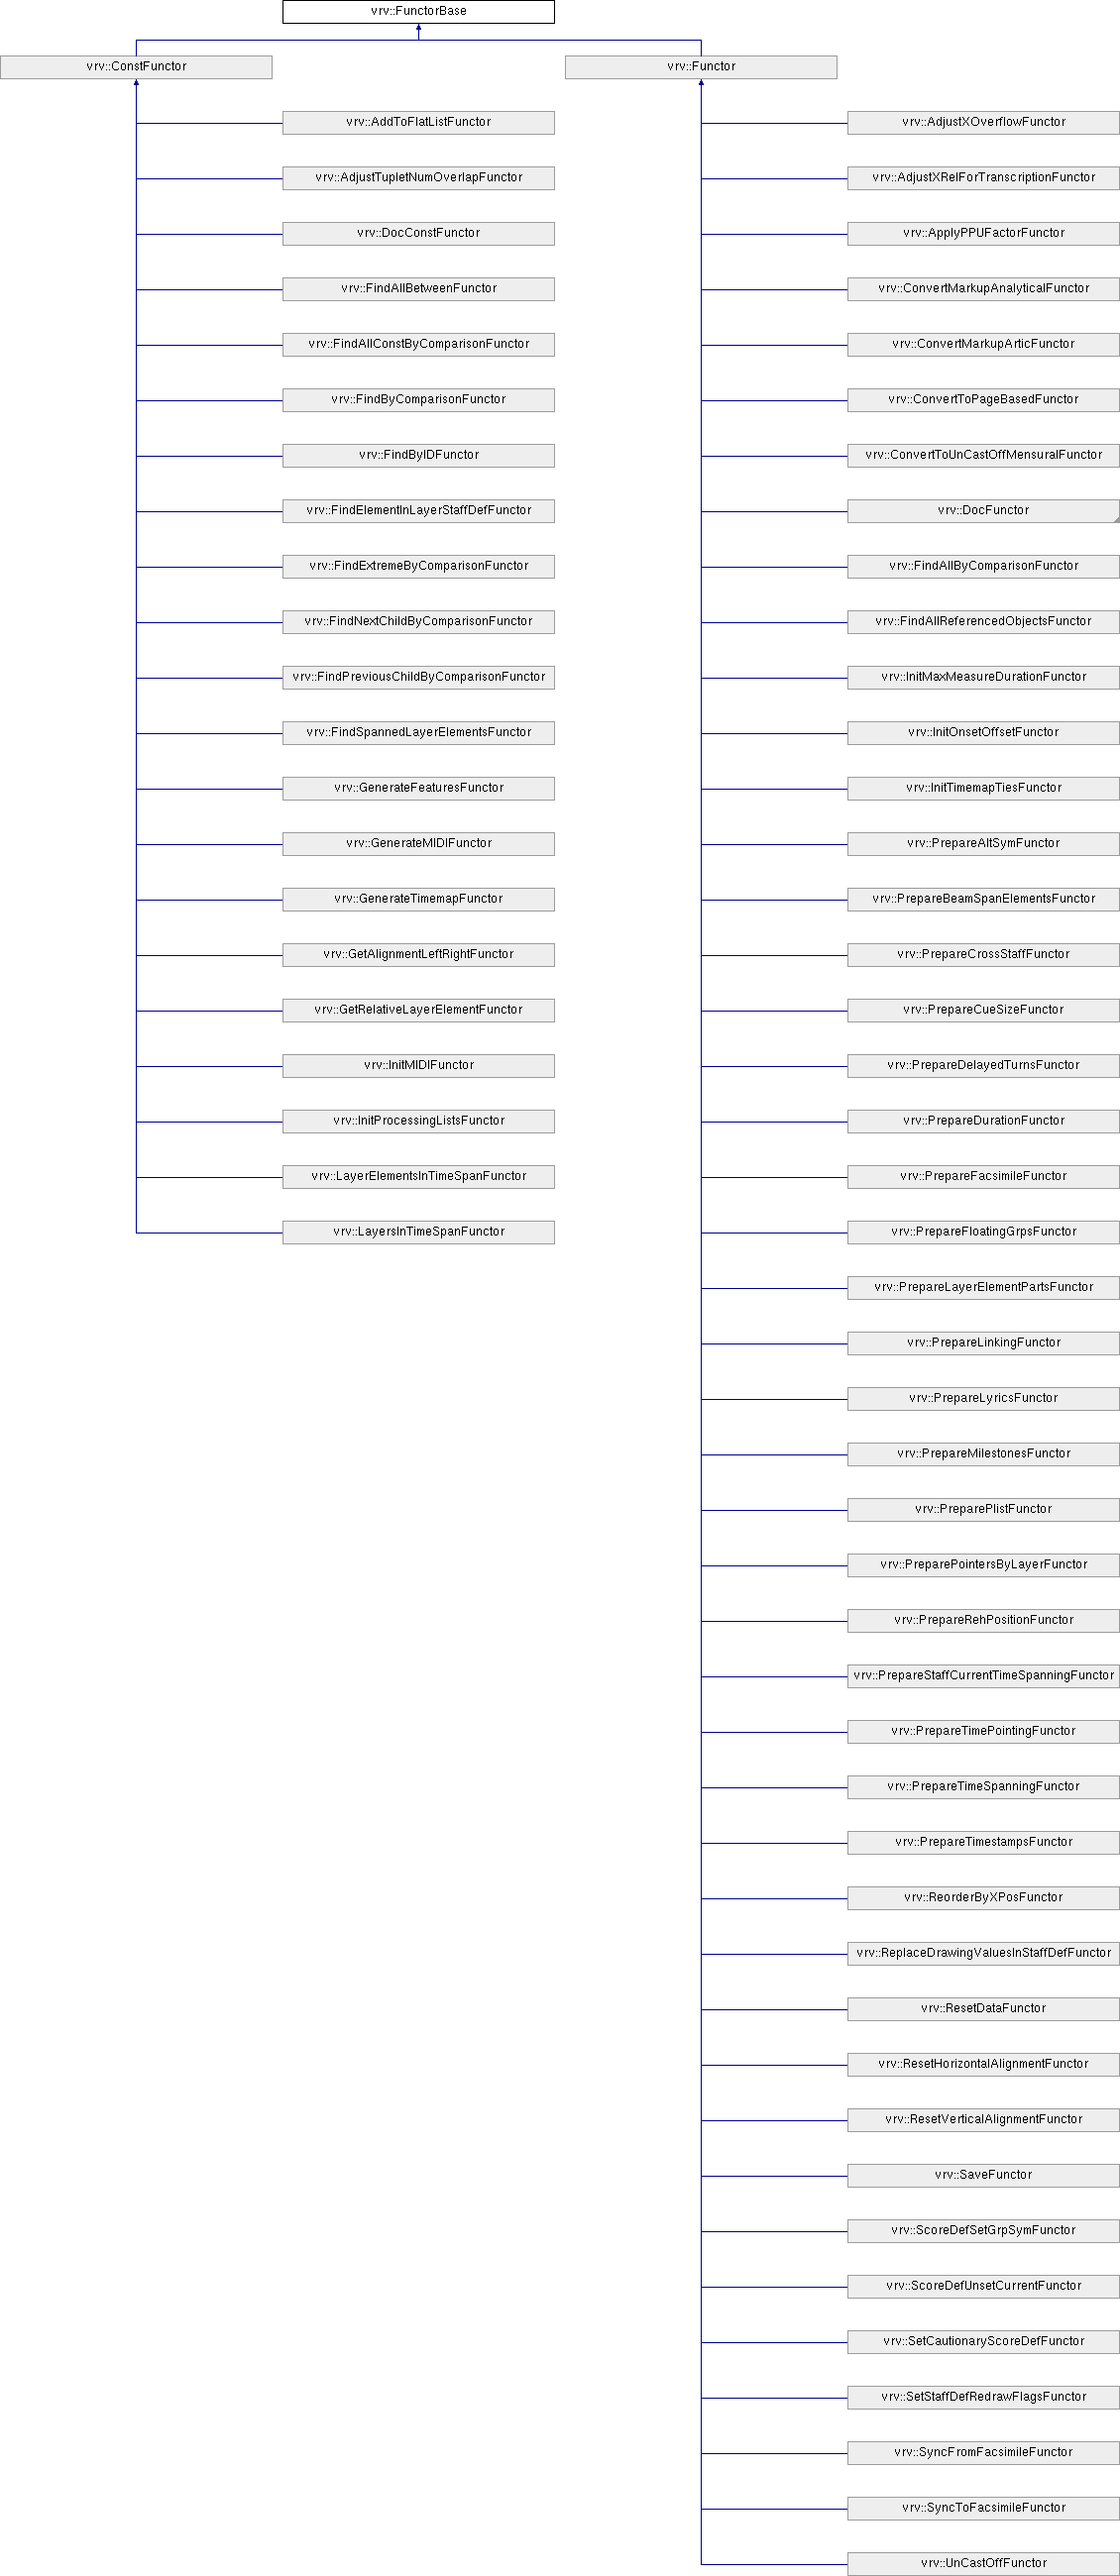 vrv::FunctorBase
vrv::ConstFunctor
vrv::Functor
vrv::AddToFlatListFunctor
vrv::AdjustTupletNumOverlapFunctor
vrv::DocConstFunctor
vrv::FindAllBetweenFunctor
vrv::FindAllConstByComparisonFunctor
vrv::FindByComparisonFunctor
vrv::FindByIDFunctor
vrv::FindElementInLayerStaffDefFunctor
vrv::FindExtremeByComparisonFunctor
vrv::FindNextChildByComparisonFunctor
vrv::FindPreviousChildByComparisonFunctor
vrv::FindSpannedLayerElementsFunctor
vrv::GenerateFeaturesFunctor
vrv::GenerateMIDIFunctor
vrv::GenerateTimemapFunctor
vrv::GetAlignmentLeftRightFunctor
vrv::GetRelativeLayerElementFunctor
vrv::InitMIDIFunctor
vrv::InitProcessingListsFunctor
vrv::LayerElementsInTimeSpanFunctor
vrv::LayersInTimeSpanFunctor
vrv::AdjustXOverflowFunctor
vrv::AdjustXRelForTranscriptionFunctor
vrv::ApplyPPUFactorFunctor
vrv::ConvertMarkupAnalyticalFunctor
vrv::ConvertMarkupArticFunctor
vrv::ConvertToPageBasedFunctor
vrv::ConvertToUnCastOffMensuralFunctor
vrv::DocFunctor
vrv::FindAllByComparisonFunctor
vrv::FindAllReferencedObjectsFunctor
vrv::InitMaxMeasureDurationFunctor
vrv::InitOnsetOffsetFunctor
vrv::InitTimemapTiesFunctor
vrv::PrepareAltSymFunctor
vrv::PrepareBeamSpanElementsFunctor
vrv::PrepareCrossStaffFunctor
vrv::PrepareCueSizeFunctor
vrv::PrepareDelayedTurnsFunctor
vrv::PrepareDurationFunctor
vrv::PrepareFacsimileFunctor
vrv::PrepareFloatingGrpsFunctor
vrv::PrepareLayerElementPartsFunctor
vrv::PrepareLinkingFunctor
vrv::PrepareLyricsFunctor
vrv::PrepareMilestonesFunctor
vrv::PreparePlistFunctor
vrv::PreparePointersByLayerFunctor
vrv::PrepareRehPositionFunctor
vrv::PrepareStaffCurrentTimeSpanningFunctor
vrv::PrepareTimePointingFunctor
vrv::PrepareTimeSpanningFunctor
vrv::PrepareTimestampsFunctor
vrv::ReorderByXPosFunctor
vrv::ReplaceDrawingValuesInStaffDefFunctor
vrv::ResetDataFunctor
vrv::ResetHorizontalAlignmentFunctor
vrv::ResetVerticalAlignmentFunctor
vrv::SaveFunctor
vrv::ScoreDefSetGrpSymFunctor
vrv::ScoreDefUnsetCurrentFunctor
vrv::SetCautionaryScoreDefFunctor
vrv::SetStaffDefRedrawFlagsFunctor
vrv::SyncFromFacsimileFunctor
vrv::SyncToFacsimileFunctor
vrv::UnCastOffFunctor